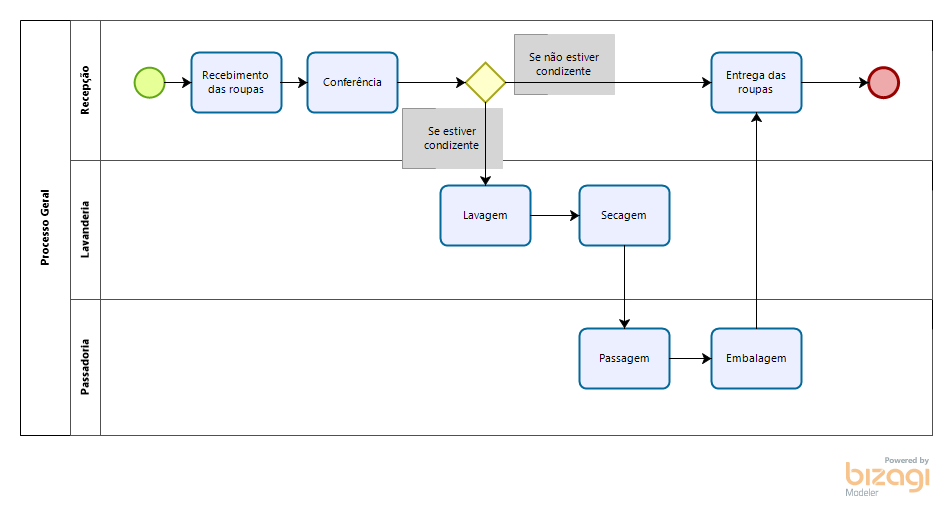 Processo Geral
Recepção
Recebimento
das roupas
Conferência
Se não estiver
condizente
Se estiver
condizente
Entrega das
roupas
Lavanderia
Lavagem
Secagem
Passadoria
Passagem
Embalagem
Powered by
bizagi
Modeler